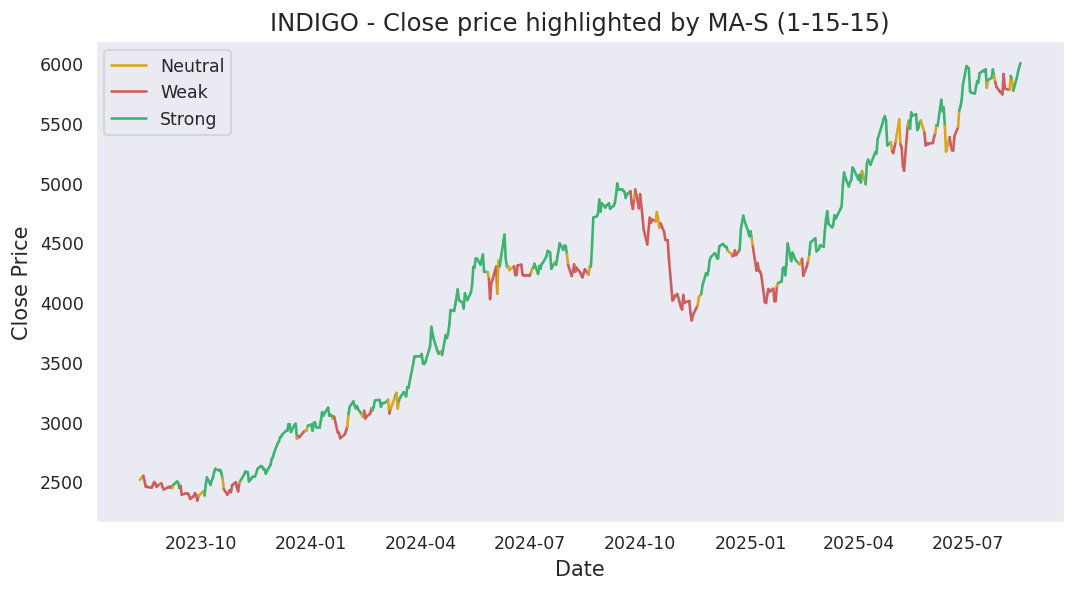 INDIGO - Close price highlighted by MA-S (1-15-15)
Neutral
Weak
Strong
6000
5500
5000
4500
4000
3500
3000
2500
Close Price
2023-10 2024-01 2024-04 2024-07 2024-10 2025-01 2025-04 2025-07
Date